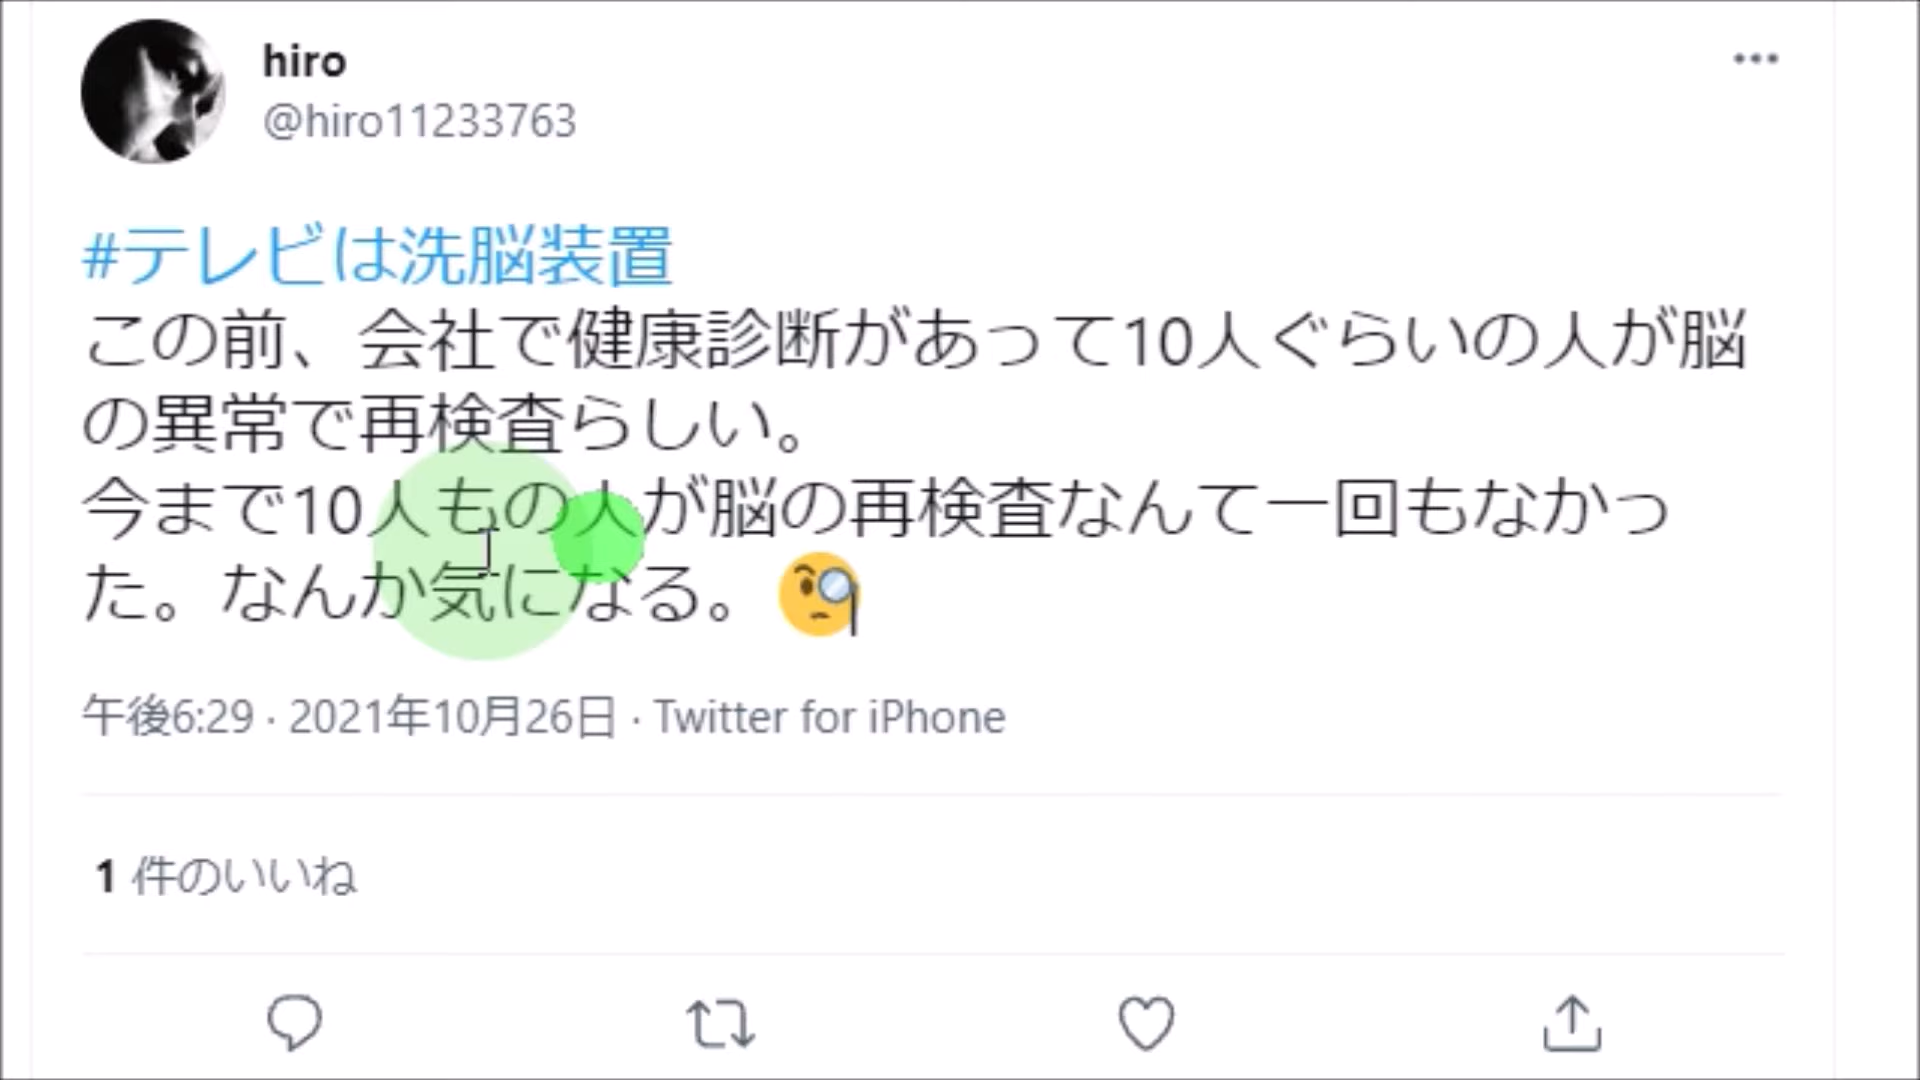 hiro
@hiro11233763
#テレビは洗脳装置
この前、会社で健康診断があって10人ぐらいの人が脳
の異常で再検査らしい。
今まで10人もの人が脳の再検査なんて一回もなかっ
た。なんか気になる。🧐
午後6:29 · 2021年10月26日 · Twitter for iPhone
1 件のいいね